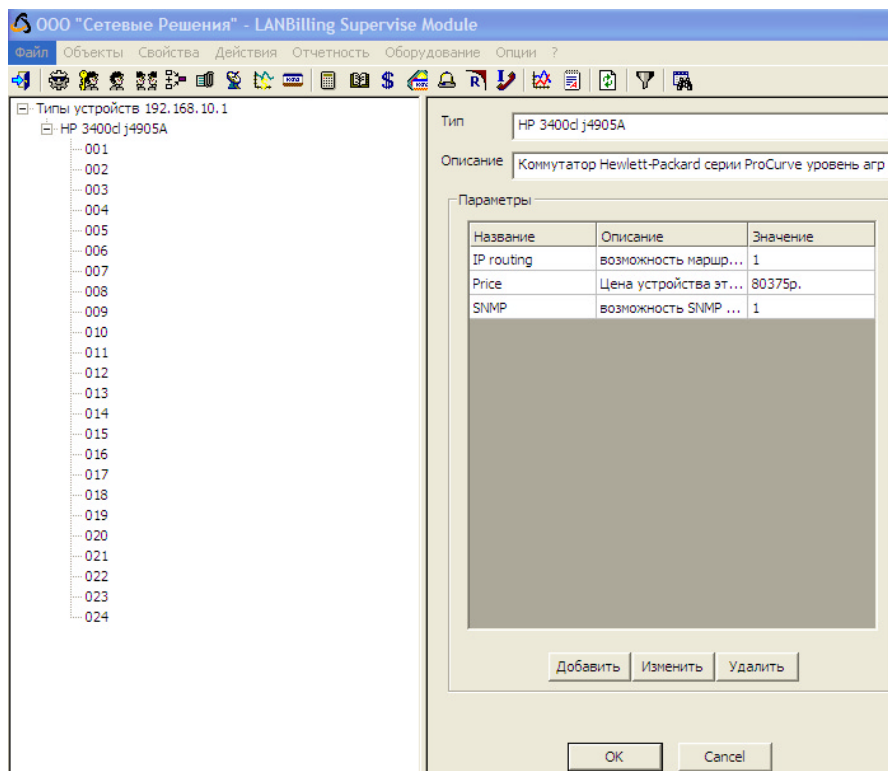 ООО "Сетевые Решения" - LANBilling Supervise Module
Файл Объекты Свойства Действия Отчетность Оборудование Опции ?
Типы устройств 192.168.10.1
HP 3400cl j4905A
001
002
003
004
005
006
007
008
009
010
011
012
013
014
015
016
017
018
019
020
021
022
023
024
Тип HP 3400cl j4905A
Описание Коммутатор Hewlett-Packard серии ProCurve уровень агр
Параметры
Название Описание Значение
IP routing возможность маршр... 1
Price Цена устройства эт... 80375р.
SNMP возможность SNMP ... 1
Добавить Изменить Удалить
OK Cancel